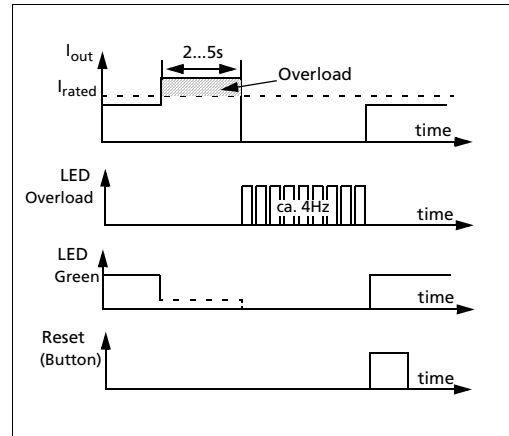 I_out
2...5s
Overload
I_rated
time
LED
Overload
ca. 4Hz
time
LED
Green
time
Reset
(Button)
time